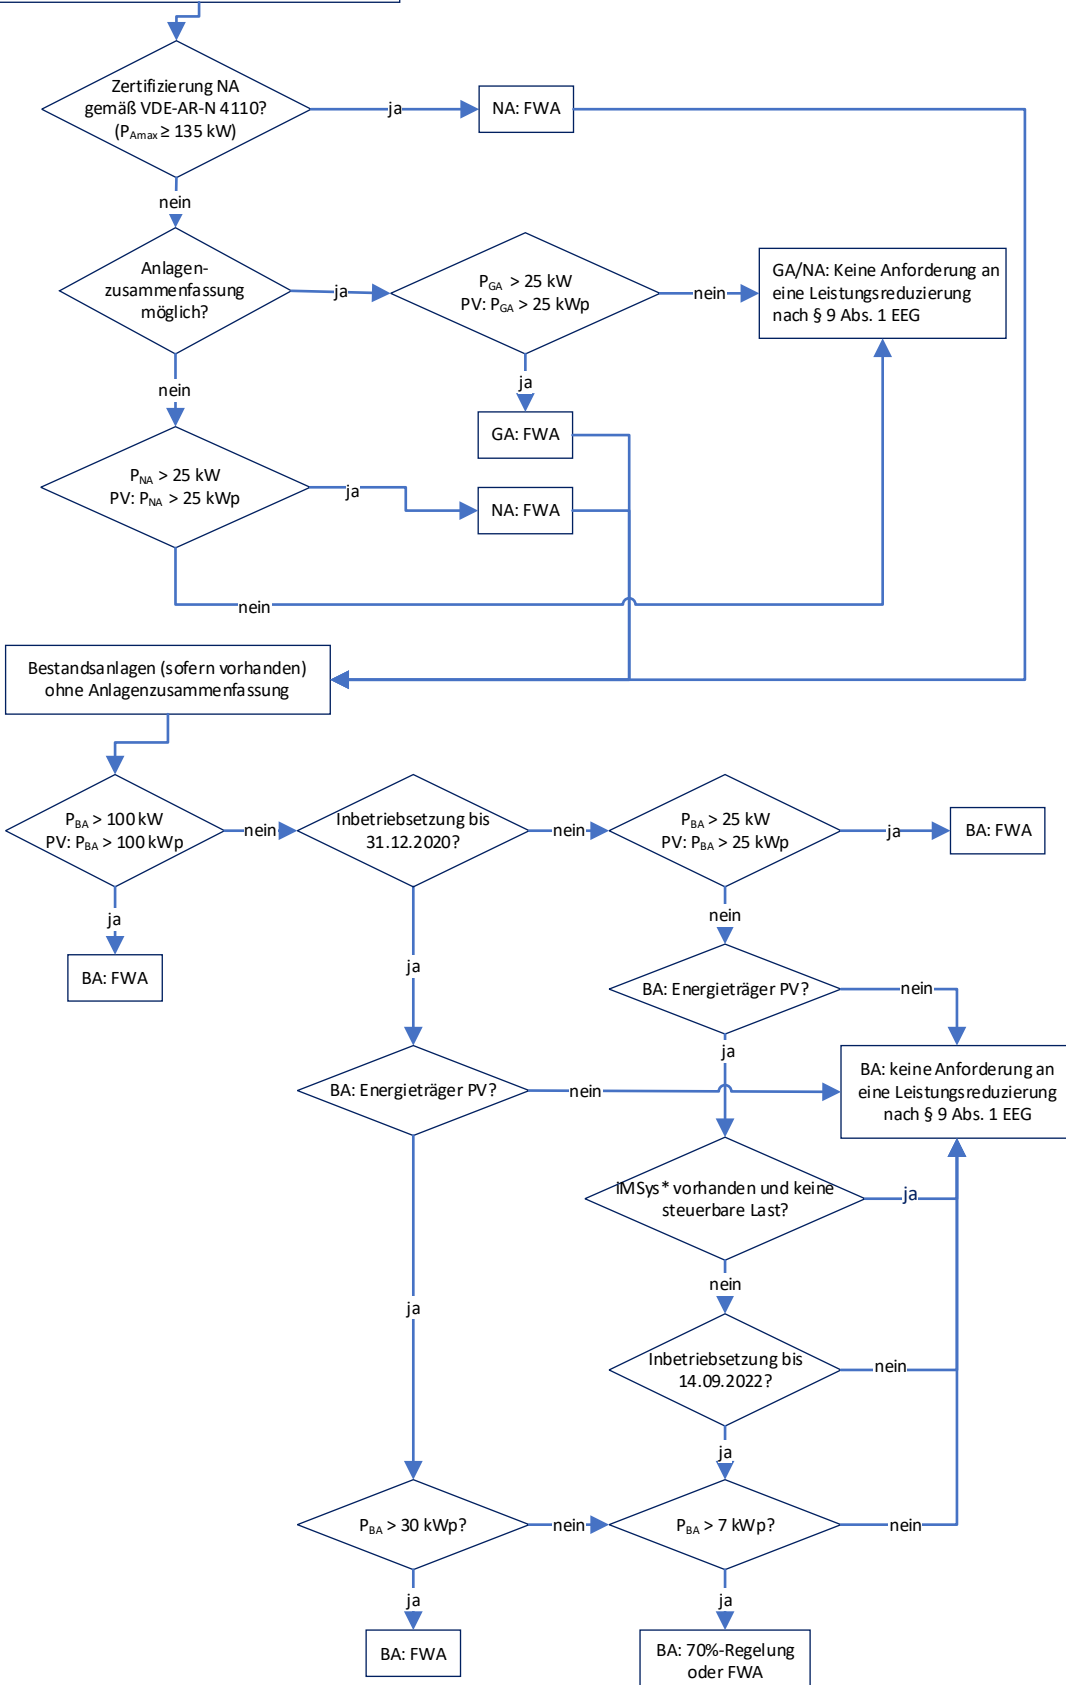 Zertifizierung NA
gemäß VDE-AR-N 4110?
(PAmax ≥ 135 kW)
ja
NA: FWA
nein
Anlagen-
zusammenfassung
möglich?
ja
PGA > 25 kW
PV: PGA > 25 kWp
nein
GA/NA: Keine Anforderung an
eine Leistungsreduzierung
nach § 9 Abs. 1 EEG
ja
nein
GA: FWA
PNA > 25 kW
PV: PNA > 25 kWp
ja
NA: FWA
nein
Bestandsanlagen (sofern vorhanden)
ohne Anlagenzusammenfassung
PBA > 100 kW
PV: PBA > 100 kWp
nein
Inbetriebsetzung bis
31.12.2020?
nein
PBA > 25 kW
PV: PBA > 25 kWp
ja
BA: FWA
ja
BA: FWA
nein
ja
BA: Energieträger PV?
nein
ja
BA: Energieträger PV?
nein
BA: keine Anforderung an
eine Leistungsreduzierung
nach § 9 Abs. 1 EEG
iMSys* vorhanden und keine
steuerbare Last?
ja
nein
ja
Inbetriebsetzung bis
14.09.2022?
nein
ja
PBA > 30 kWp?
nein
PBA > 7 kWp?
nein
ja
ja
BA: FWA
BA: 70%-Regelung
oder FWA